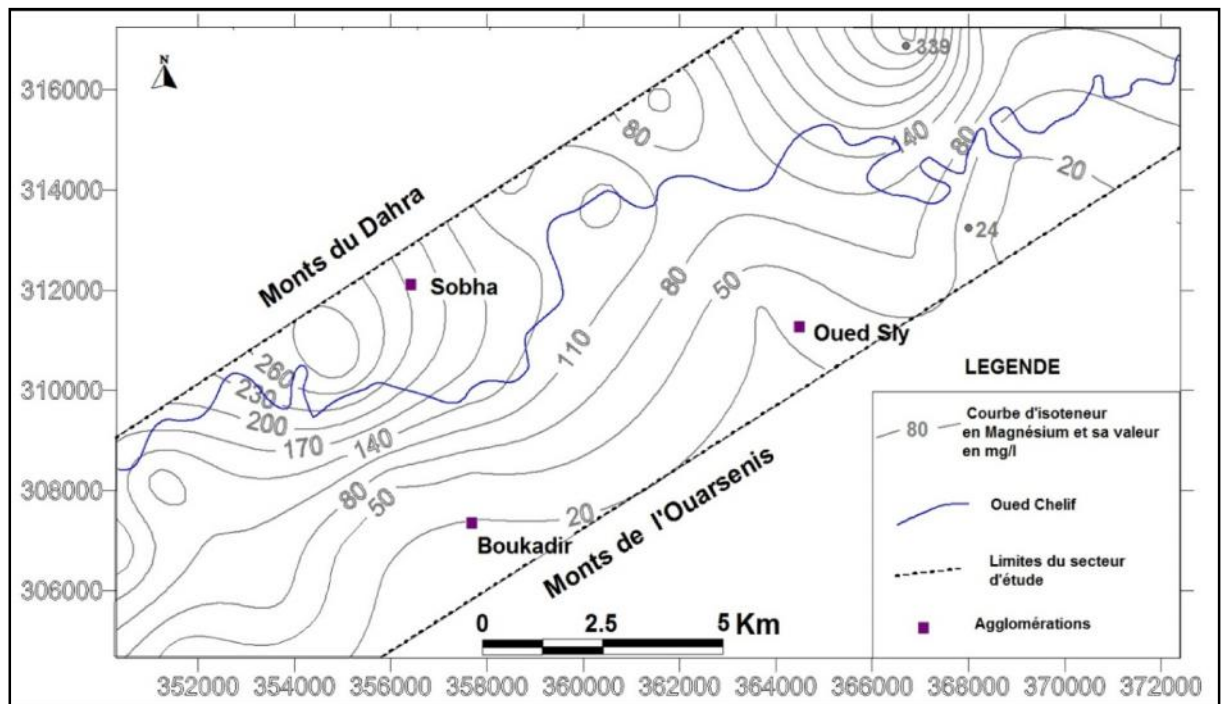 N
316000
314000
312000
310000
308000
306000
352000 354000 356000 358000 360000 362000 364000 366000 368000 370000 372000
Monts du Dahra
339
80
40
80
20
24
Sobha
80
50
110
Oued Sly
260
230
200
170
140
80
50
20
Boukadir
Monts de l'Ouarsenis
0 2.5 5 Km
LEGENDE
80
Courbe d'isoteneur
en Magnésium et sa valeur
en mg/l
Oued Chelif
Limites du secteur
d'étude
Agglomérations